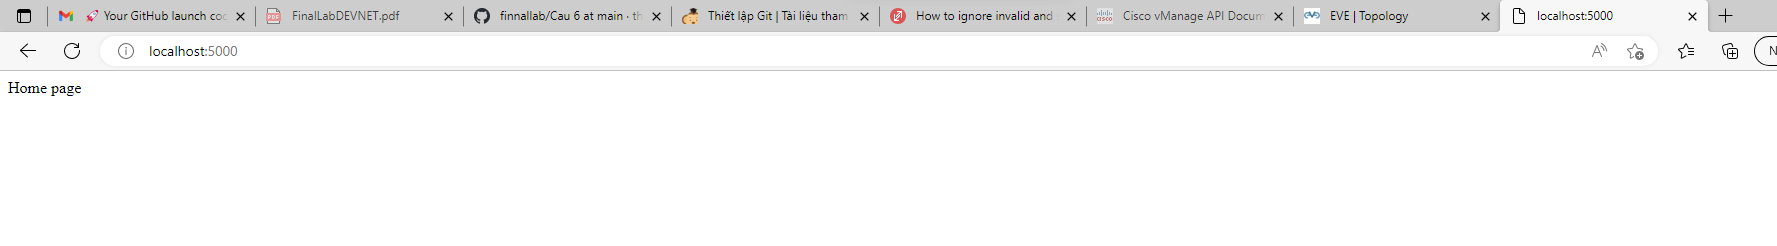 Your GitHub launch co
FinalLabDEVNET.pdf
finnallab/Cau 6 at main · th
Thiết lập Git | Tài liệu tham
How to ignore invalid and
Cisco vManage API Docum
EVE | Topology
localhost:5000
localhost:5000
N
Home page